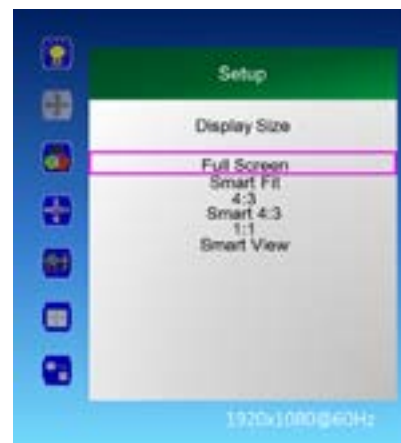 Setup
Display Size
Full Screen
Smart Fit
4:3
Smart 4:3
1:1
Smart View
1920x1080@60Hz